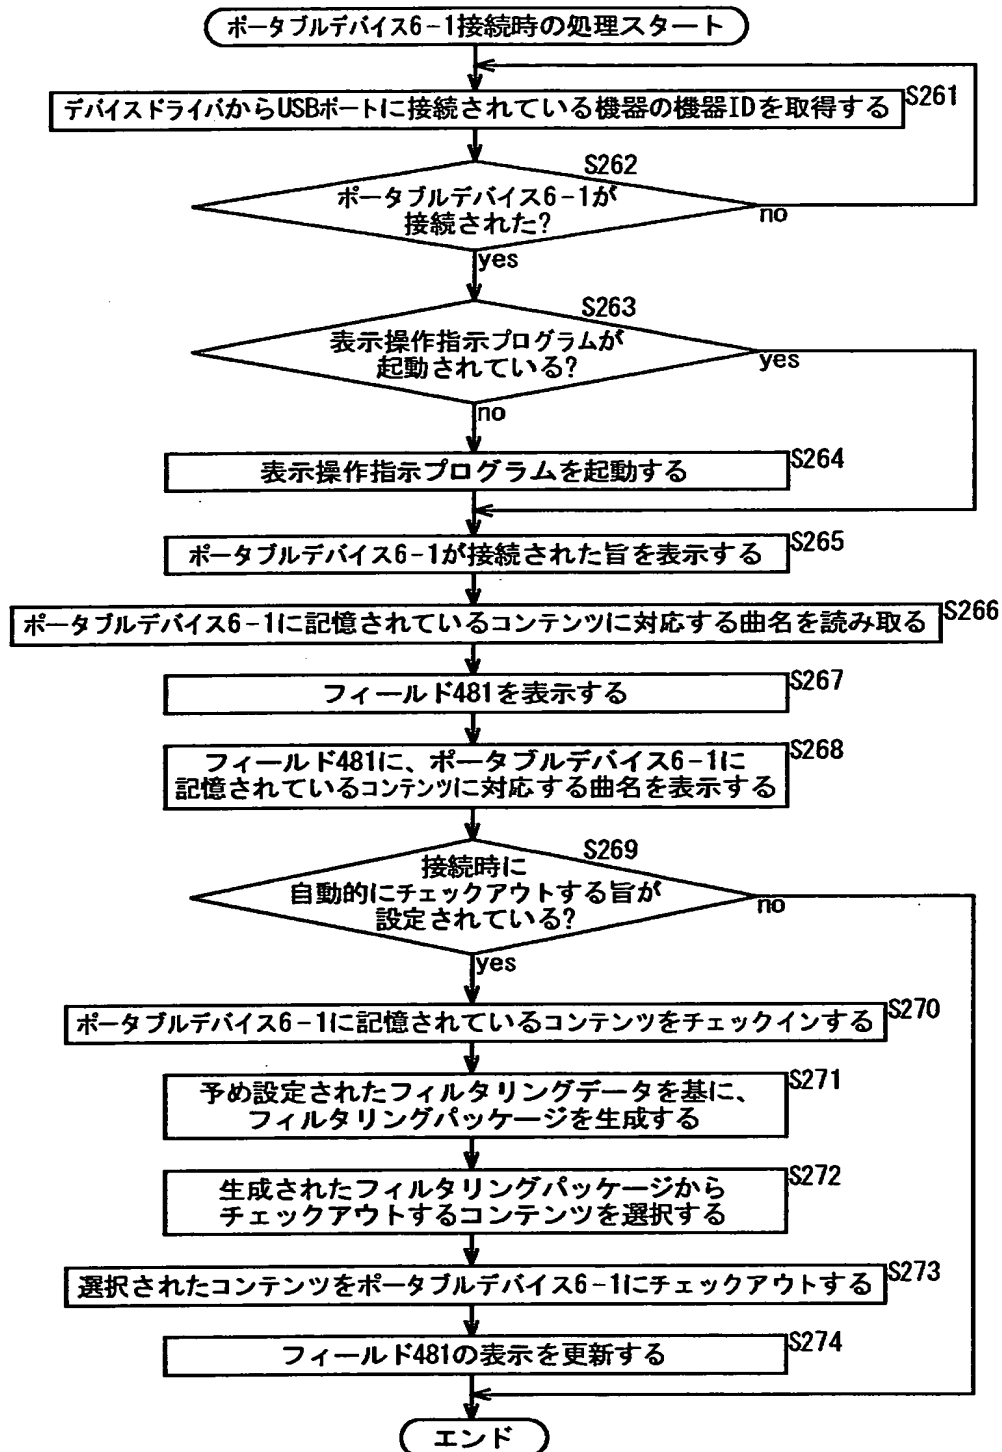 ポータブルデバイス6-1接続時の処理スタート
デバイスドライバからUSBポートに接続されている機器の機器IDを取得する
S261
S262
ポータブルデバイス6-1が
接続された?
no
yes
S263
表示操作指示プログラムが
起動されている?
yes
no
表示操作指示プログラムを起動する
S264
ポータブルデバイス6-1が接続された旨を表示する
S265
ポータブルデバイス6-1に記憶されているコンテンツに対応する曲名を読み取る
S266
フィールド481を表示する
S267
フィールド481に、ポータブルデバイス6-1に
記憶されているコンテンツに対応する曲名を表示する
S268
S269
接続時に
自動的にチェックアウトする旨が
設定されている?
no
yes
ポータブルデバイス6-1に記憶されているコンテンツをチェックインする
S270
予め設定されたフィルタリングデータを基に、
フィルタリングパッケージを生成する
S271
生成されたフィルタリングパッケージから
チェックアウトするコンテンツを選択する
S272
選択されたコンテンツをポータブルデバイス6-1にチェックアウトする
S273
フィールド481の表示を更新する
S274
エンド